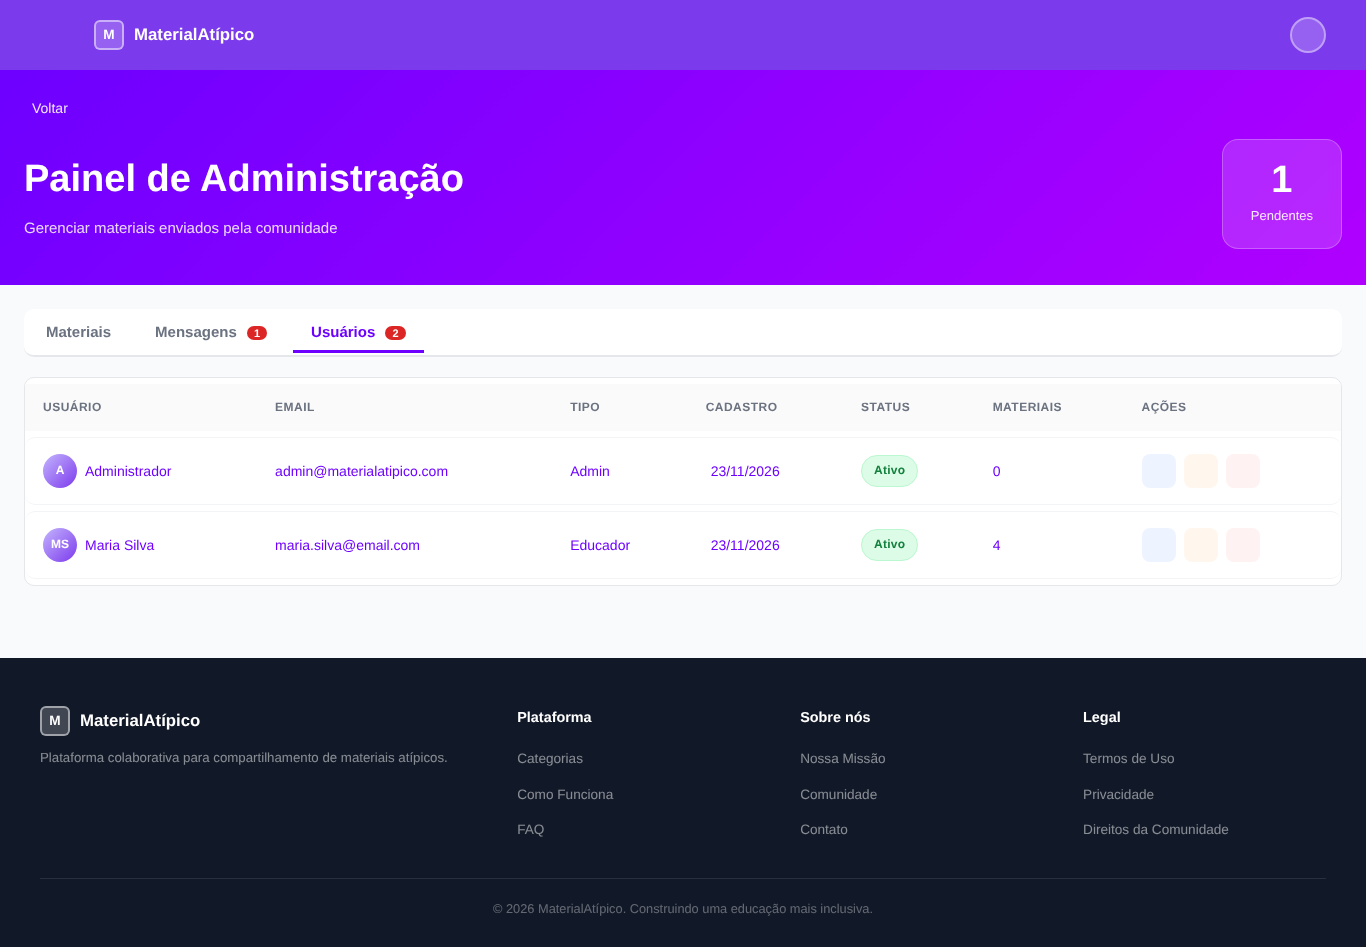 M MaterialAtípico
Voltar
Painel de Administração
Gerenciar materiais enviados pela comunidade
1
Pendentes
Materiais Mensagens 1 Usuários 2
USUÁRIO EMAIL TIPO CADASTRO STATUS MATERIAIS AÇÕES
A Administrador admin@materialatipico.com Admin 23/11/2026 Ativo 0
MS Maria Silva maria.silva@email.com Educador 23/11/2026 Ativo 4
M MaterialAtípico
Plataforma colaborativa para compartilhamento de materiais atípicos.
Plataforma
Categorias
Como Funciona
FAQ
Sobre nós
Nossa Missão
Comunidade
Contato
Legal
Termos de Uso
Privacidade
Direitos da Comunidade
© 2026 MaterialAtípico. Construindo uma educação mais inclusiva.